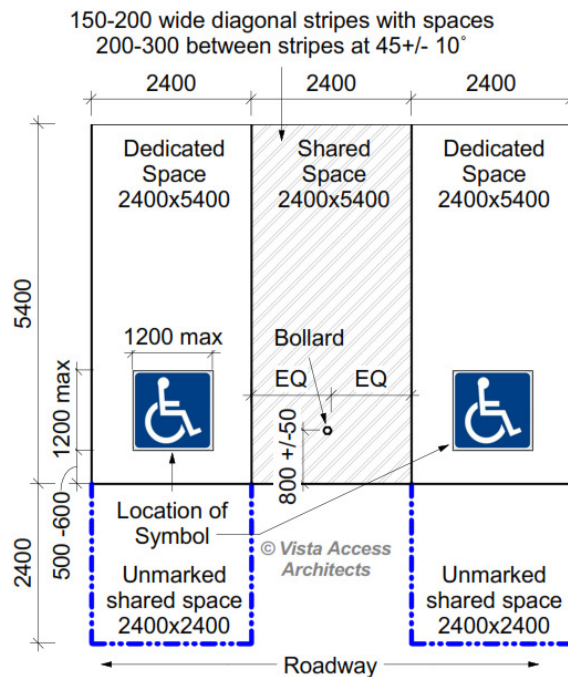 150-200 wide diagonal stripes with spaces
200-300 between stripes at 45+/- 10°
2400
2400
2400
Dedicated
Space
2400x5400
Shared
Space
2400x5400
Dedicated
Space
2400x5400
5400
1200 max
Bollard
EQ
EQ
1200 max
800 +/-50
500 -600
Location of
Symbol
© Vista Access
Architects
2400
Unmarked
shared space
2400x2400
Unmarked
shared space
2400x2400
Roadway